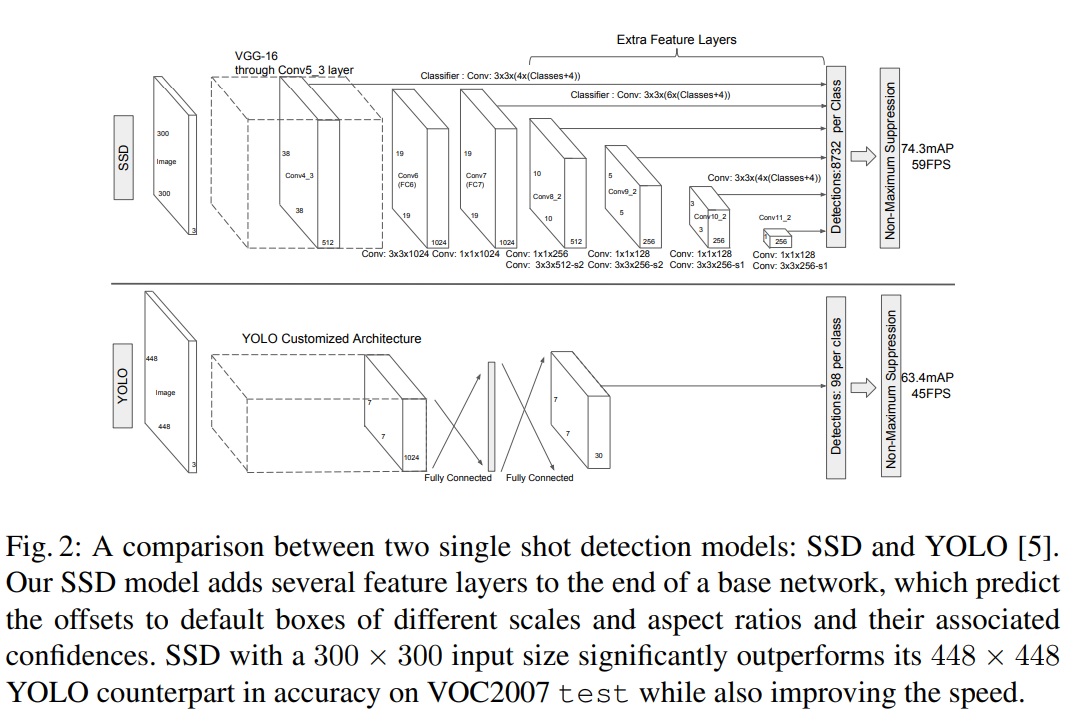 Extra Feature Layers
VGG-16
through Conv5_3 layer
Classifier : Conv: 3x3x(4x(Classes+4))
Classifier : Conv: 3x3x(6x(Classes+4))
Conv: 3x3x(4x(Classes+4))
SSD
300
Image
300
3
38
Conv4_3
38
512
19
Conv6
(FC6)
19
1024
19
Conv7
(FC7)
19
1024
10
Conv8_2
10
512
5
Conv9_2
5
256
3
Conv10_2
3
256
Conv11_2
1
256
Conv: 3x3x1024
Conv: 1x1x1024
Conv: 1x1x256
Conv: 3x3x512-s2
Conv: 1x1x128
Conv: 3x3x256-s2
Conv: 1x1x128
Conv: 3x3x256-s1
Conv: 1x1x128
Conv: 3x3x256-s1
Detections:8732 per Class
Non-Maximum Suppression
74.3mAP
59FPS
YOLO
448
Image
448
3
YOLO Customized Architecture
7
7
1024
Fully Connected
Fully Connected
7
7
30
Detections: 98 per class
Non-Maximum Suppression
63.4mAP
45FPS
Fig. 2: A comparison between two single shot detection models: SSD and YOLO [5].
Our SSD model adds several feature layers to the end of a base network, which predict
the offsets to default boxes of different scales and aspect ratios and their associated
confidences. SSD with a 300 × 300 input size significantly outperforms its 448 × 448
YOLO counterpart in accuracy on VOC2007 test while also improving the speed.